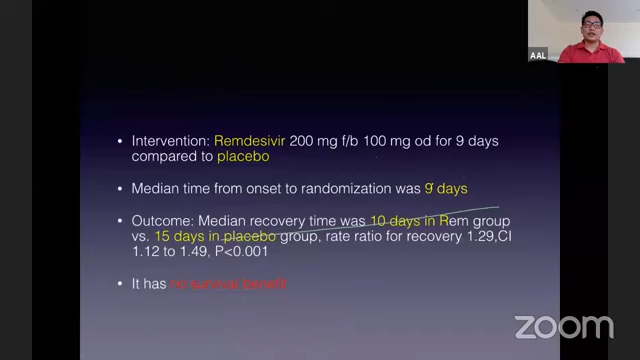 AAL
• Intervention: Remdesivir 200 mg f/b 100 mg od for 9 days
compared to placebo
• Median time from onset to randomization was 9 days
• Outcome: Median recovery time was 10 days in Rem group
vs. 15 days in placebo group, rate ratio for recovery 1.29,CI
1.12 to 1.49, P<0.001
• It has no survival benefit
zoom